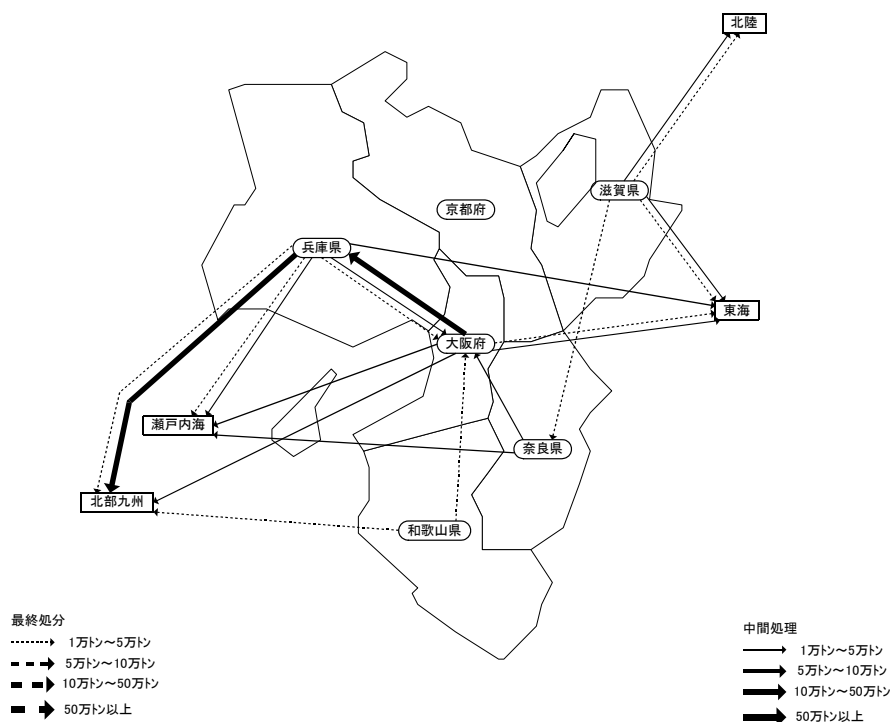 北陸
滋賀県
京都府
兵庫県
東海
大阪府
瀬戸内海
奈良県
北部九州
和歌山県
最終処分
1万トン～5万トン
5万トン～10万トン
10万トン～50万トン
50万トン以上
中間処理
1万トン～5万トン
5万トン～10万トン
10万トン～50万トン
50万トン以上